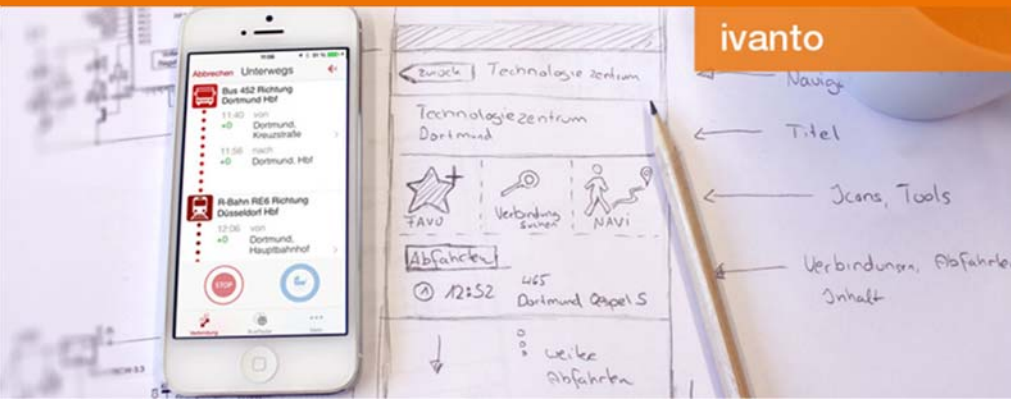 ivanto
Abbrechen Unterwegs
Bus 452 Richtung
Dortmund Hbf
11:40 von
+0 Dortmund,
Kreuzstraße
11:56 nach
+0 Dortmund, Hbf
R-Bahn RE6 Richtung
Düsseldorf Hbf
12:06 von
+0 Dortmund,
Hauptbahnhof
STOP
Verbindung
zurück Technologie zentrum
Technologiezentrum
Dortmund
FAVO
Verbindung
suchen
NAVi
Abfahrten
12:52 465
Dortmund Oespel S
weitere
Abfahrten
Navig
Titel
Icons, Tools
Verbindungen, Abfahrten
Inhalt